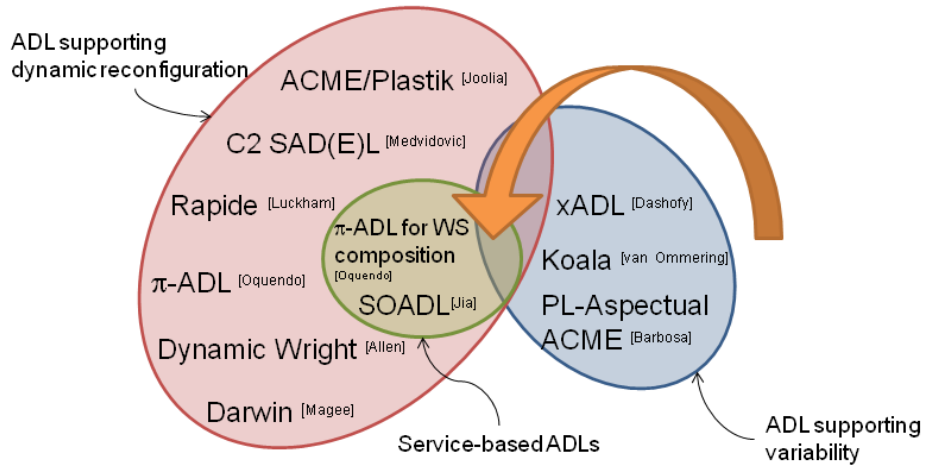 ADL supporting
dynamic reconfiguration
ACME/Plastik [Joolia]
C2 SAD(E)L [Medvidovic]
Rapide [Luckham]
π-ADL for WS
composition
[Oquendo]
π-ADL [Oquendo]
SOADL[Jia]
Dynamic Wright [Allen]
Darwin [Magee]
Service-based ADLs
xADL [Dashofy]
Koala [van Ommering]
PL-Aspectual
ACME [Barbosa]
ADL supporting
variability